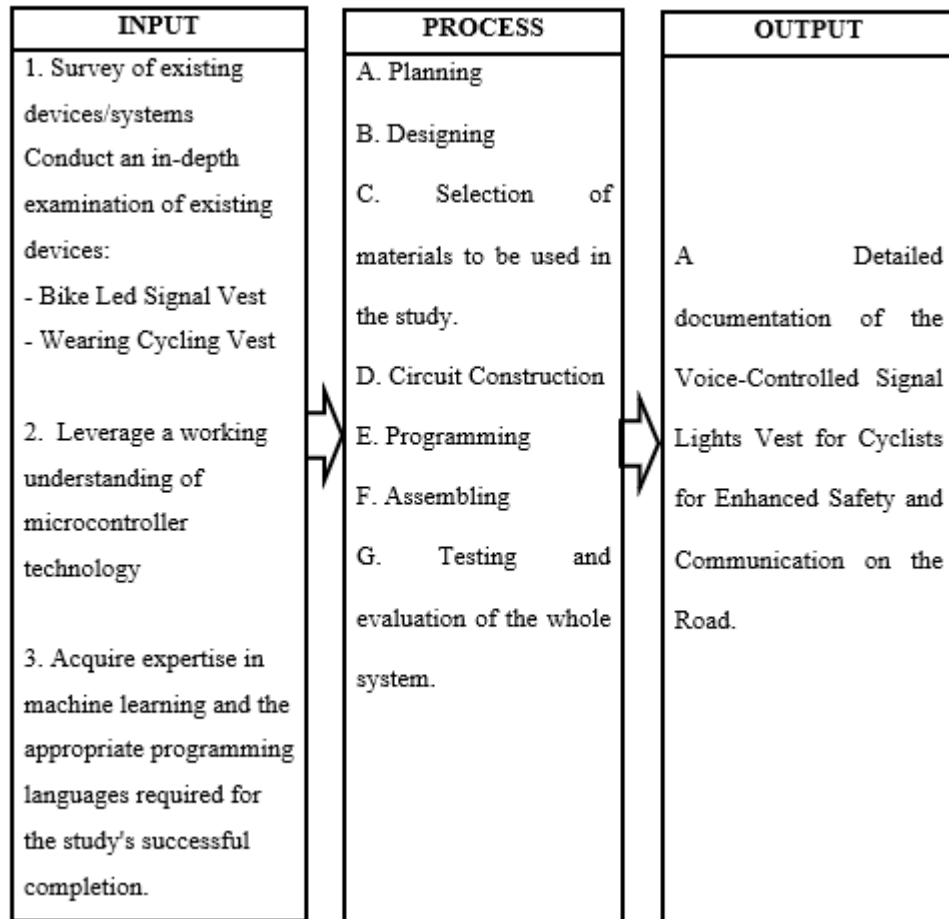 INPUT
1. Survey of existing
devices/systems
Conduct an in-depth
examination of existing
devices:
- Bike Led Signal Vest
- Wearing Cycling Vest
2. Leverage a working
understanding of
microcontroller
technology
3. Acquire expertise in
machine learning and the
appropriate programming
languages required for
the study's successful
completion.
PROCESS
A. Planning
B. Designing
C. Selection of
materials to be used in
the study.
D. Circuit Construction
E. Programming
F. Assembling
G. Testing and
evaluation of the whole
system.
OUTPUT
A Detailed
documentation of the
Voice-Controlled Signal
Lights Vest for Cyclists
for Enhanced Safety and
Communication on the
Road.